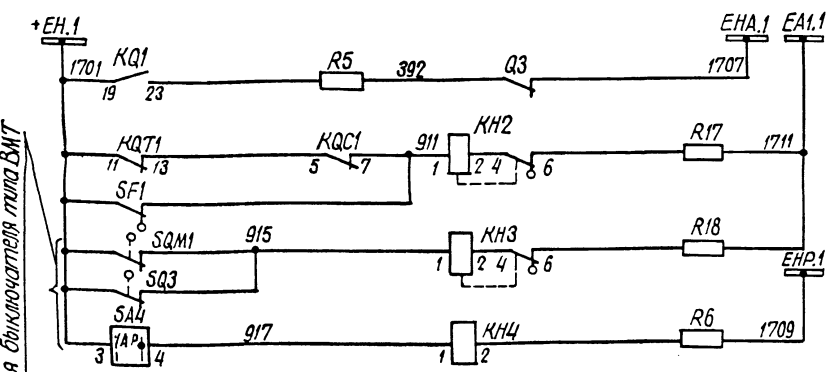 +EH.1 EHA.1 EA1.1
1701 KQ1 R5 392 Q3 1707
19 23
KQT1 KQC1 911 KH2 R17 1711
11 13 5 7 1 2 4 6
SF1
SQM1 915 KH3 R18
1 2 4 6
SQ3 EHP.1
SA4 917 KH4 R6 1709
3 1AP 4 1 2
я выключателя типа ВМТ